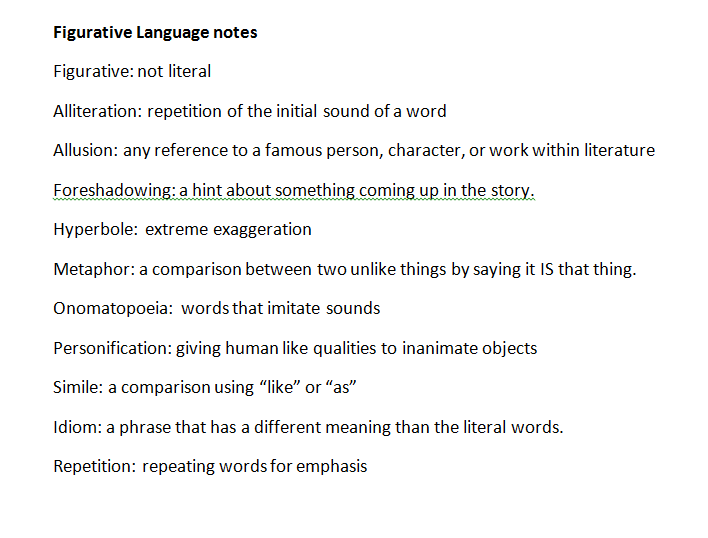 Figurative Language notes
Figurative: not literal
Alliteration: repetition of the initial sound of a word
Allusion: any reference to a famous person, character, or work within literature
Foreshadowing: a hint about something coming up in the story.
Hyperbole: extreme exaggeration
Metaphor: a comparison between two unlike things by saying it IS that thing.
Onomatopoeia: words that imitate sounds
Personification: giving human like qualities to inanimate objects
Simile: a comparison using “like” or “as”
Idiom: a phrase that has a different meaning than the literal words.
Repetition: repeating words for emphasis